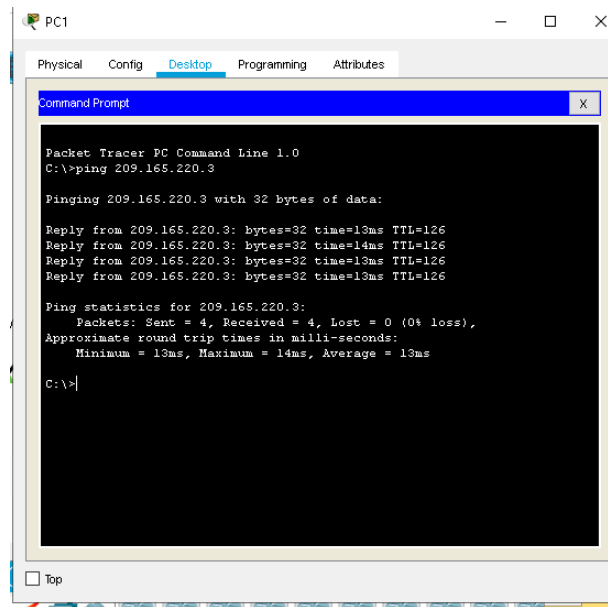 PC1
Physical Config Desktop Programming Attributes
Command Prompt
X
Packet Tracer PC Command Line 1.0
C:\>ping 209.165.220.3
Pinging 209.165.220.3 with 32 bytes of data:
Reply from 209.165.220.3: bytes=32 time=13ms TTL=126
Reply from 209.165.220.3: bytes=32 time=14ms TTL=126
Reply from 209.165.220.3: bytes=32 time=13ms TTL=126
Reply from 209.165.220.3: bytes=32 time=13ms TTL=126
Ping statistics for 209.165.220.3:
Packets: Sent = 4, Received = 4, Lost = 0 (0% loss),
Approximate round trip times in milli-seconds:
Minimum = 13ms, Maximum = 14ms, Average = 13ms
C:\>
Top